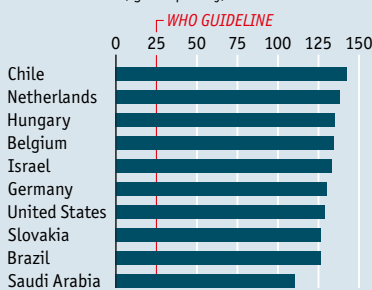 WHO GUIDELINE
0 25 50 75 100 125 150
Chile
Netherlands
Hungary
Belgium
Israel
Germany
United States
Slovakia
Brazil
Saudi Arabia